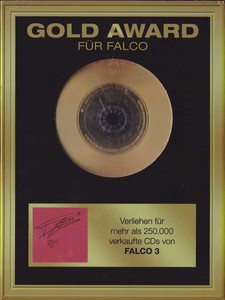 GOLD AWARD
FÜR FALCO
Verliehen für
mehr als 250.000
verkaufte CDs von
FALCO 3